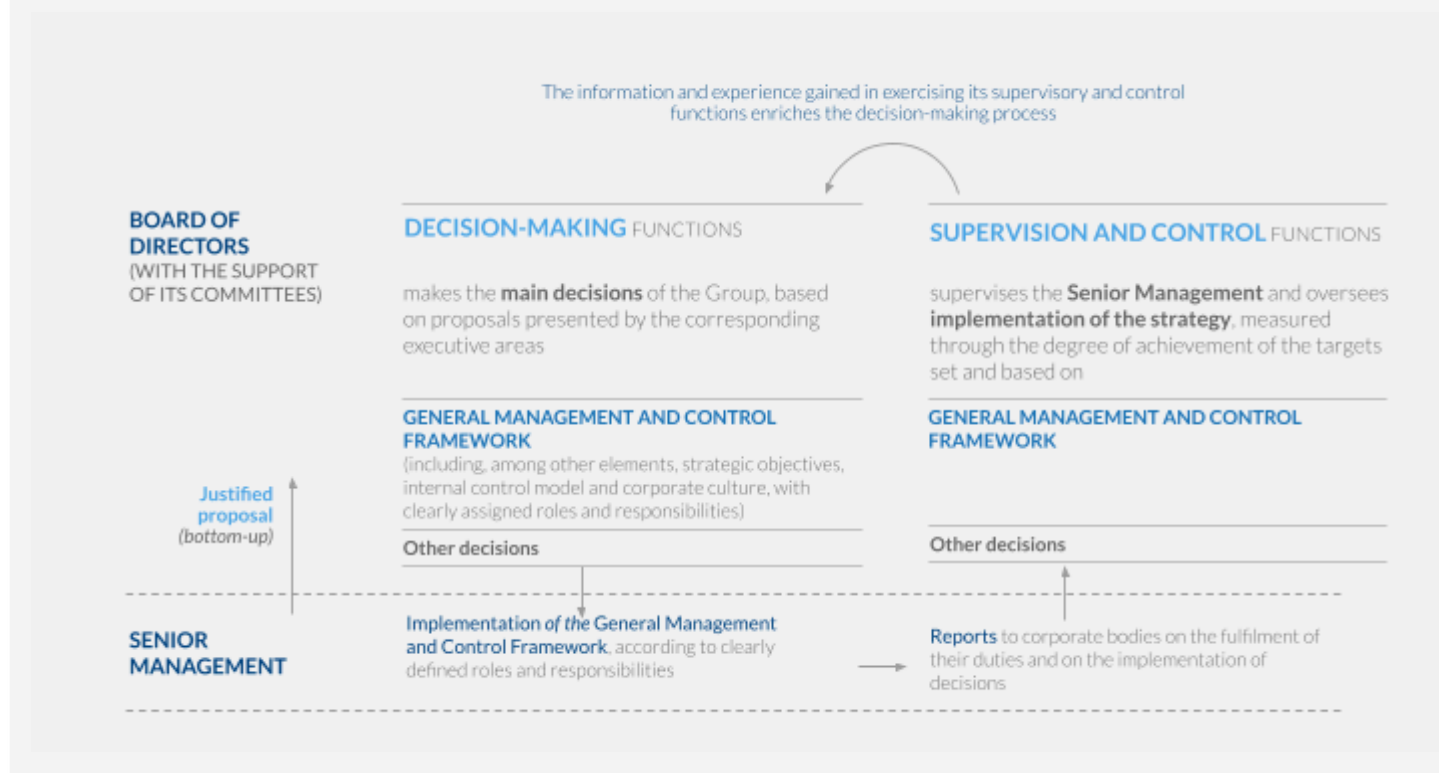 The information and experience gained in exercising its supervisory and control
functions enriches the decision-making process
BOARD OF
DIRECTORS
(WITH THE SUPPORT
OF ITS COMMITTEES)
DECISION-MAKING FUNCTIONS
makes the main decisions of the Group, based
on proposals presented by the corresponding
executive areas
GENERAL MANAGEMENT AND CONTROL
FRAMEWORK
(including, among other elements, strategic objectives,
internal control model and corporate culture, with
clearly assigned roles and responsibilities)
Other decisions
SUPERVISION AND CONTROL FUNCTIONS
supervises the Senior Management and oversees
implementation of the strategy, measured
through the degree of achievement of the targets
set and based on
GENERAL MANAGEMENT AND CONTROL
FRAMEWORK
Other decisions
Justified
proposal
(bottom-up)
SENIOR
MANAGEMENT
Implementation of the General Management
and Control Framework, according to clearly
defined roles and responsibilities
Reports to corporate bodies on the fulfilment of
their duties and on the implementation of
decisions